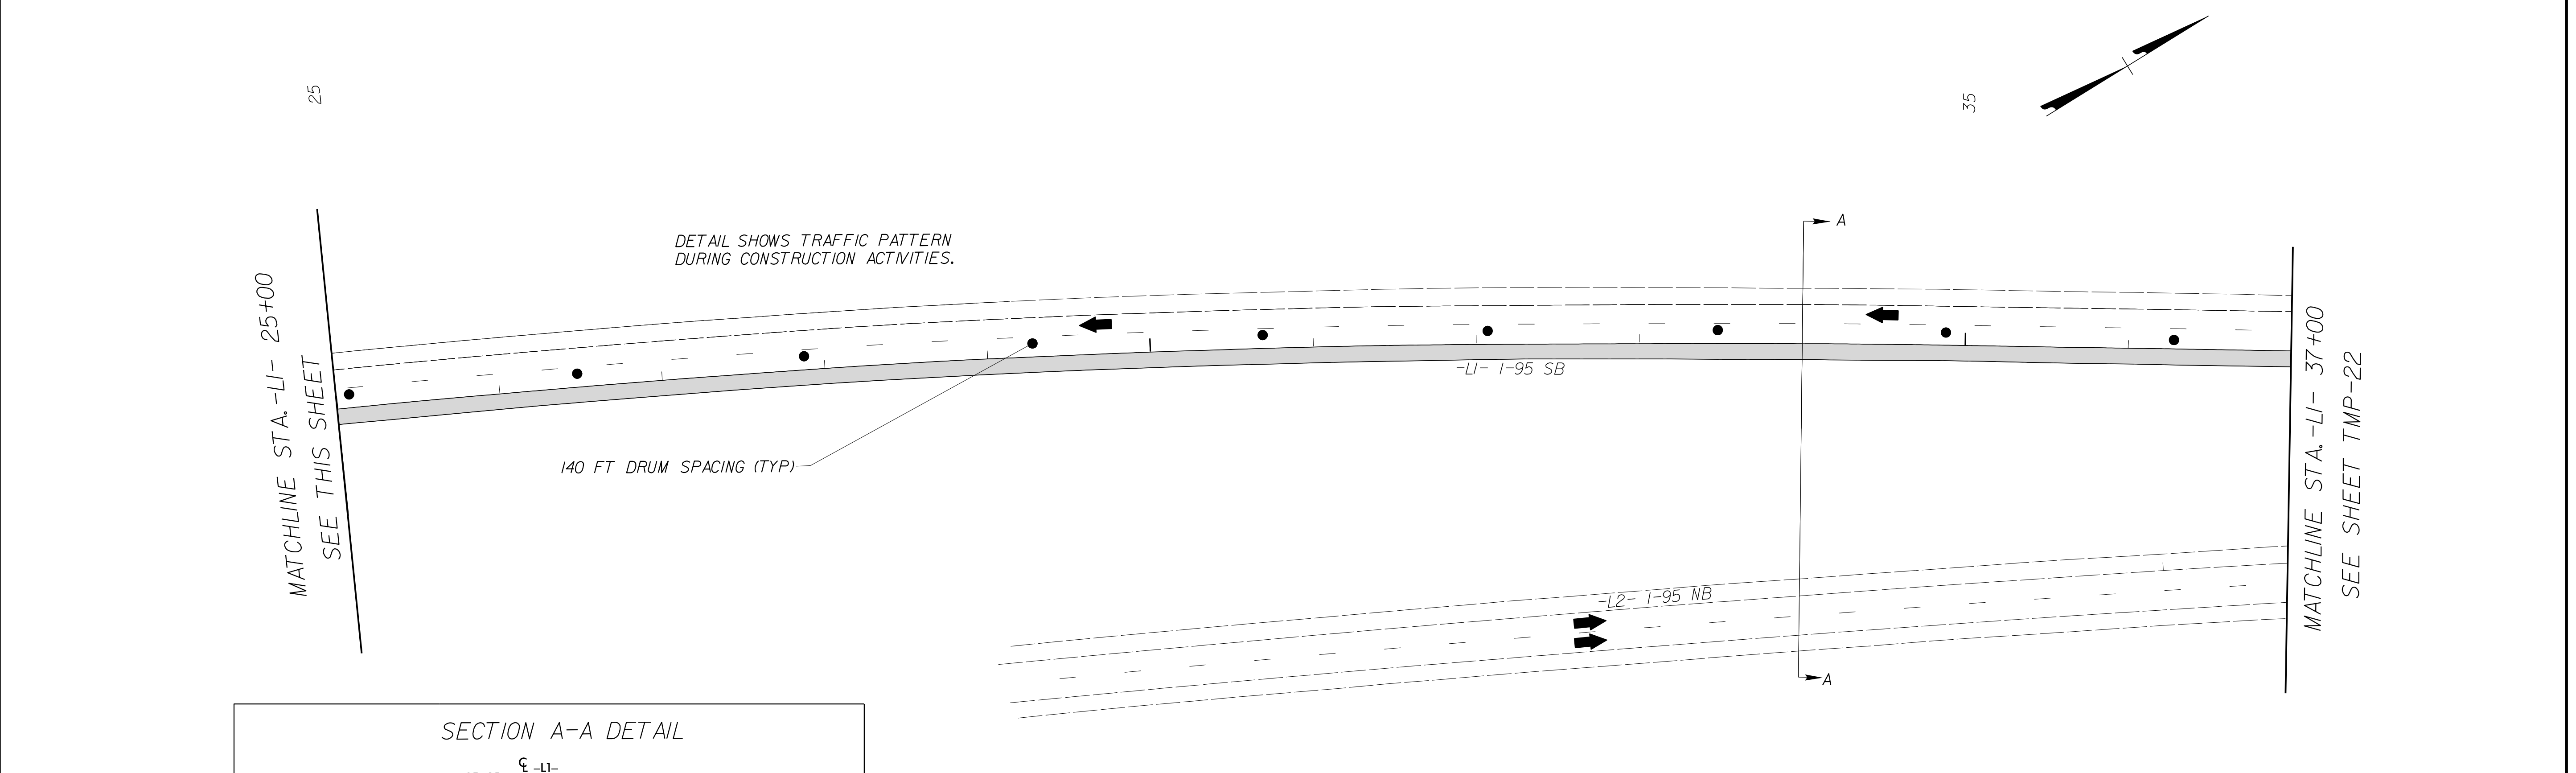 25
35
A
DETAIL SHOWS TRAFFIC PATTERN
DURING CONSTRUCTION ACTIVITIES.
MATCHLINE STA.-L1- 25+00
SEE THIS SHEET
-L1- I-95 SB
MATCHLINE STA.-L1- 37+00
SEE SHEET TMP-22
140 FT DRUM SPACING (TYP)
-L2- I-95 NB
A
SECTION A-A DETAIL
℄ -L1-